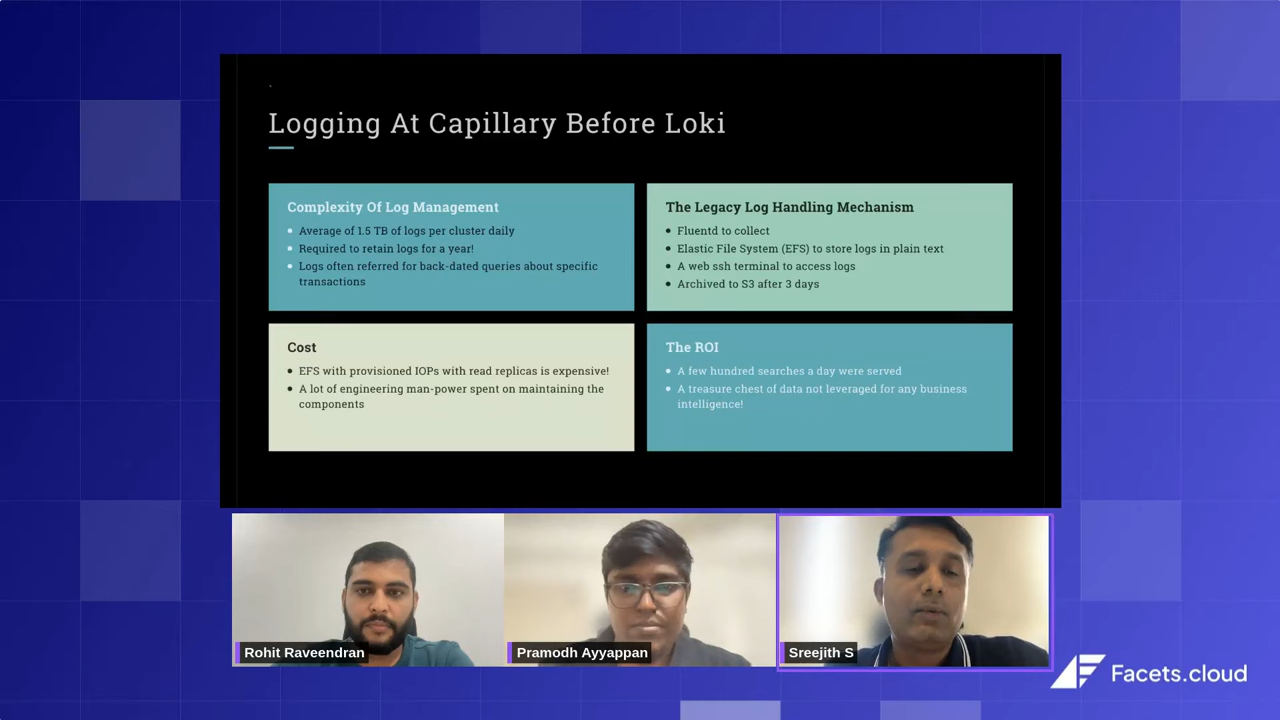 Logging At Capillary Before Loki
Complexity Of Log Management
Average of 1.5 TB of logs per cluster daily
Required to retain logs for a year!
Logs often referred for back-dated queries about specific
transactions
The Legacy Log Handling Mechanism
Fluentd to collect
Elastic File System (EFS) to store logs in plain text
A web ssh terminal to access logs
Archived to S3 after 3 days
Cost
EFS with provisioned IOPs with read replicas is expensive!
A lot of engineering man-power spent on maintaining the
components
The ROI
A few hundred searches a day were served
A treasure chest of data not leveraged for any business
intelligence!
Rohit Raveendran
Pramodh Ayyappan
Sreejith S
Facets.cloud